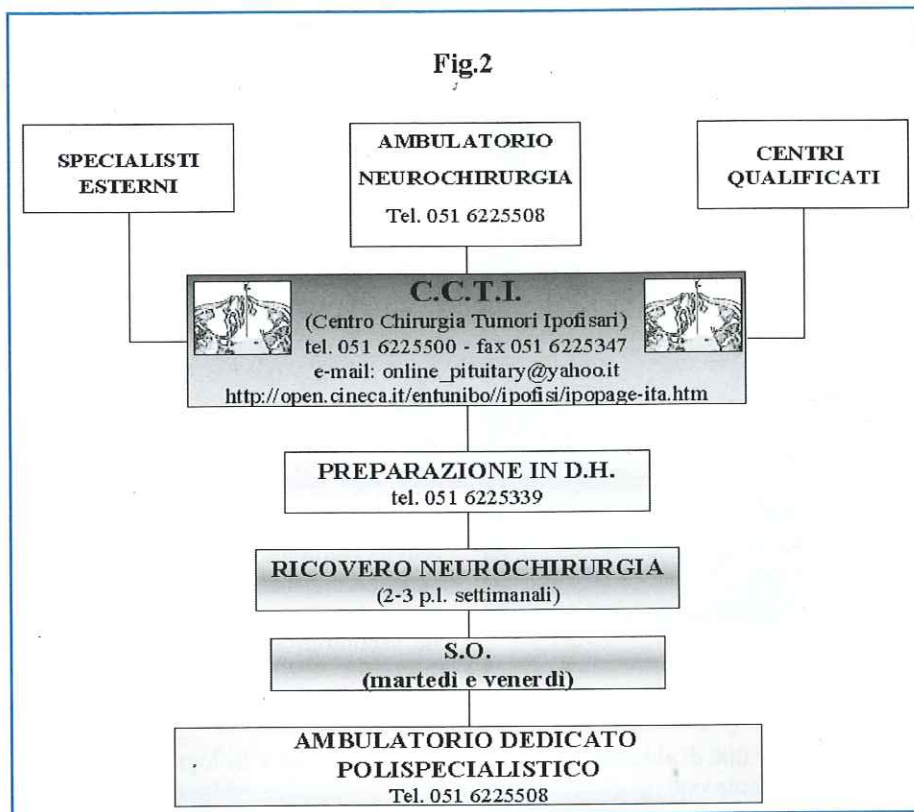 Fig.2
SPECIALISTI
ESTERNI
AMBULATORIO
NEUROCHIRURGIA
Tel. 051 6225508
CENTRI
QUALIFICATI
C.C.T.I.
(Centro Chirurgia Tumori Ipofisari)
tel. 051 6225500 - fax 051 6225347
e-mail: online_pituitary@yahoo.it
http://open.cineca.it/entunibo//ipofisi/ipopage-ita.htm
PREPARAZIONE IN D.H.
tel. 051 6225339
RICOVERO NEUROCHIRURGIA
(2-3 p.l. settimanali)
S.O.
(martedì e venerdì)
AMBULATORIO DEDICATO
POLISPECIALISTICO
Tel. 051 6225508